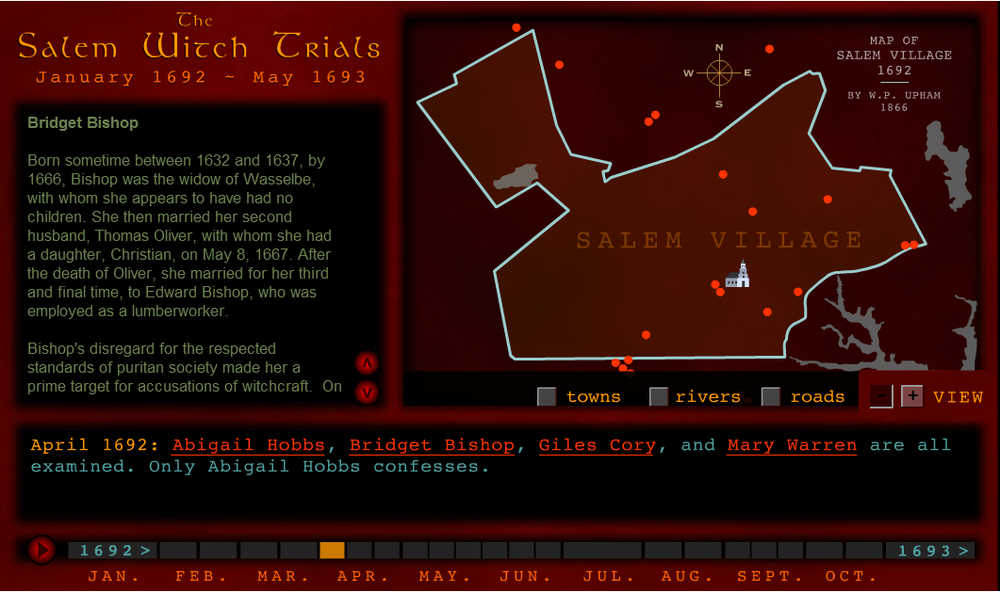 The
Salem Witch Trials
January 1692 ~ May 1693
Bridget Bishop
Born sometime between 1632 and 1637, by
1666, Bishop was the widow of Wasselbe,
with whom she appears to have had no
children. She then married her second
husband, Thomas Oliver, with whom she had
a daughter, Christian, on May 8, 1667. After
the death of Oliver, she married for her third
and final time, to Edward Bishop, who was
employed as a lumberworker.
Bishop's disregard for the respected
standards of puritan society made her a
prime target for accusations of witchcraft. On
N
W E
S
MAP OF
SALEM VILLAGE
1692
BY W.P. UPHAM
1866
SALEM VILLAGE
towns rivers roads - + VIEW
April 1692: Abigail Hobbs, Bridget Bishop, Giles Cory, and Mary Warren are all
examined. Only Abigail Hobbs confesses.
1692 > 1693 >
JAN. FEB. MAR. APR. MAY. JUN. JUL. AUG. SEPT. OCT.